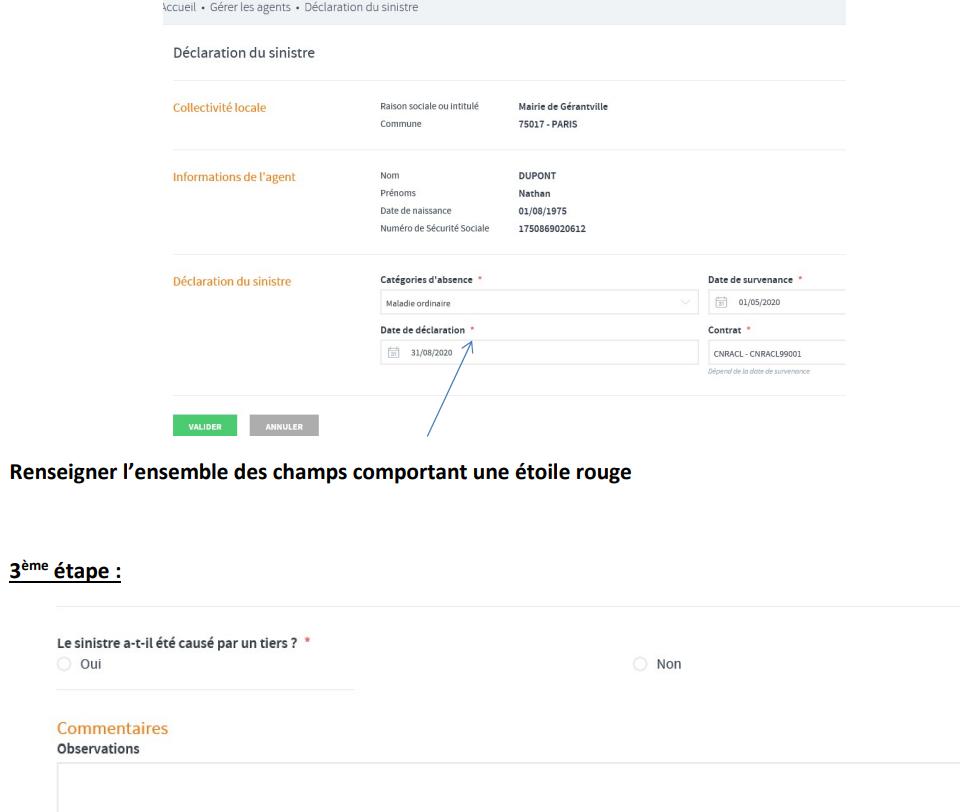 Accueil • Gérer les agents • Déclaration du sinistre
Déclaration du sinistre
Collectivité locale
Raison sociale ou intitulé Mairie de Gérantville
Commune 75017 - PARIS
Informations de l'agent
Nom DUPONT
Prénoms Nathan
Date de naissance 01/08/1975
Numéro de Sécurité Sociale 1750869020612
Déclaration du sinistre
Catégories d'absence * Date de survenance *
Maladie ordinaire 31 01/05/2020
Date de déclaration * Contrat *
31 31/08/2020 CNRACL - CNRACL99001
Dépend de la date de survenance
VALIDER ANNULER
Renseigner l’ensemble des champs comportant une étoile rouge
3ème étape :
Le sinistre a-t-il été causé par un tiers ? *
Oui Non
Commentaires
Observations